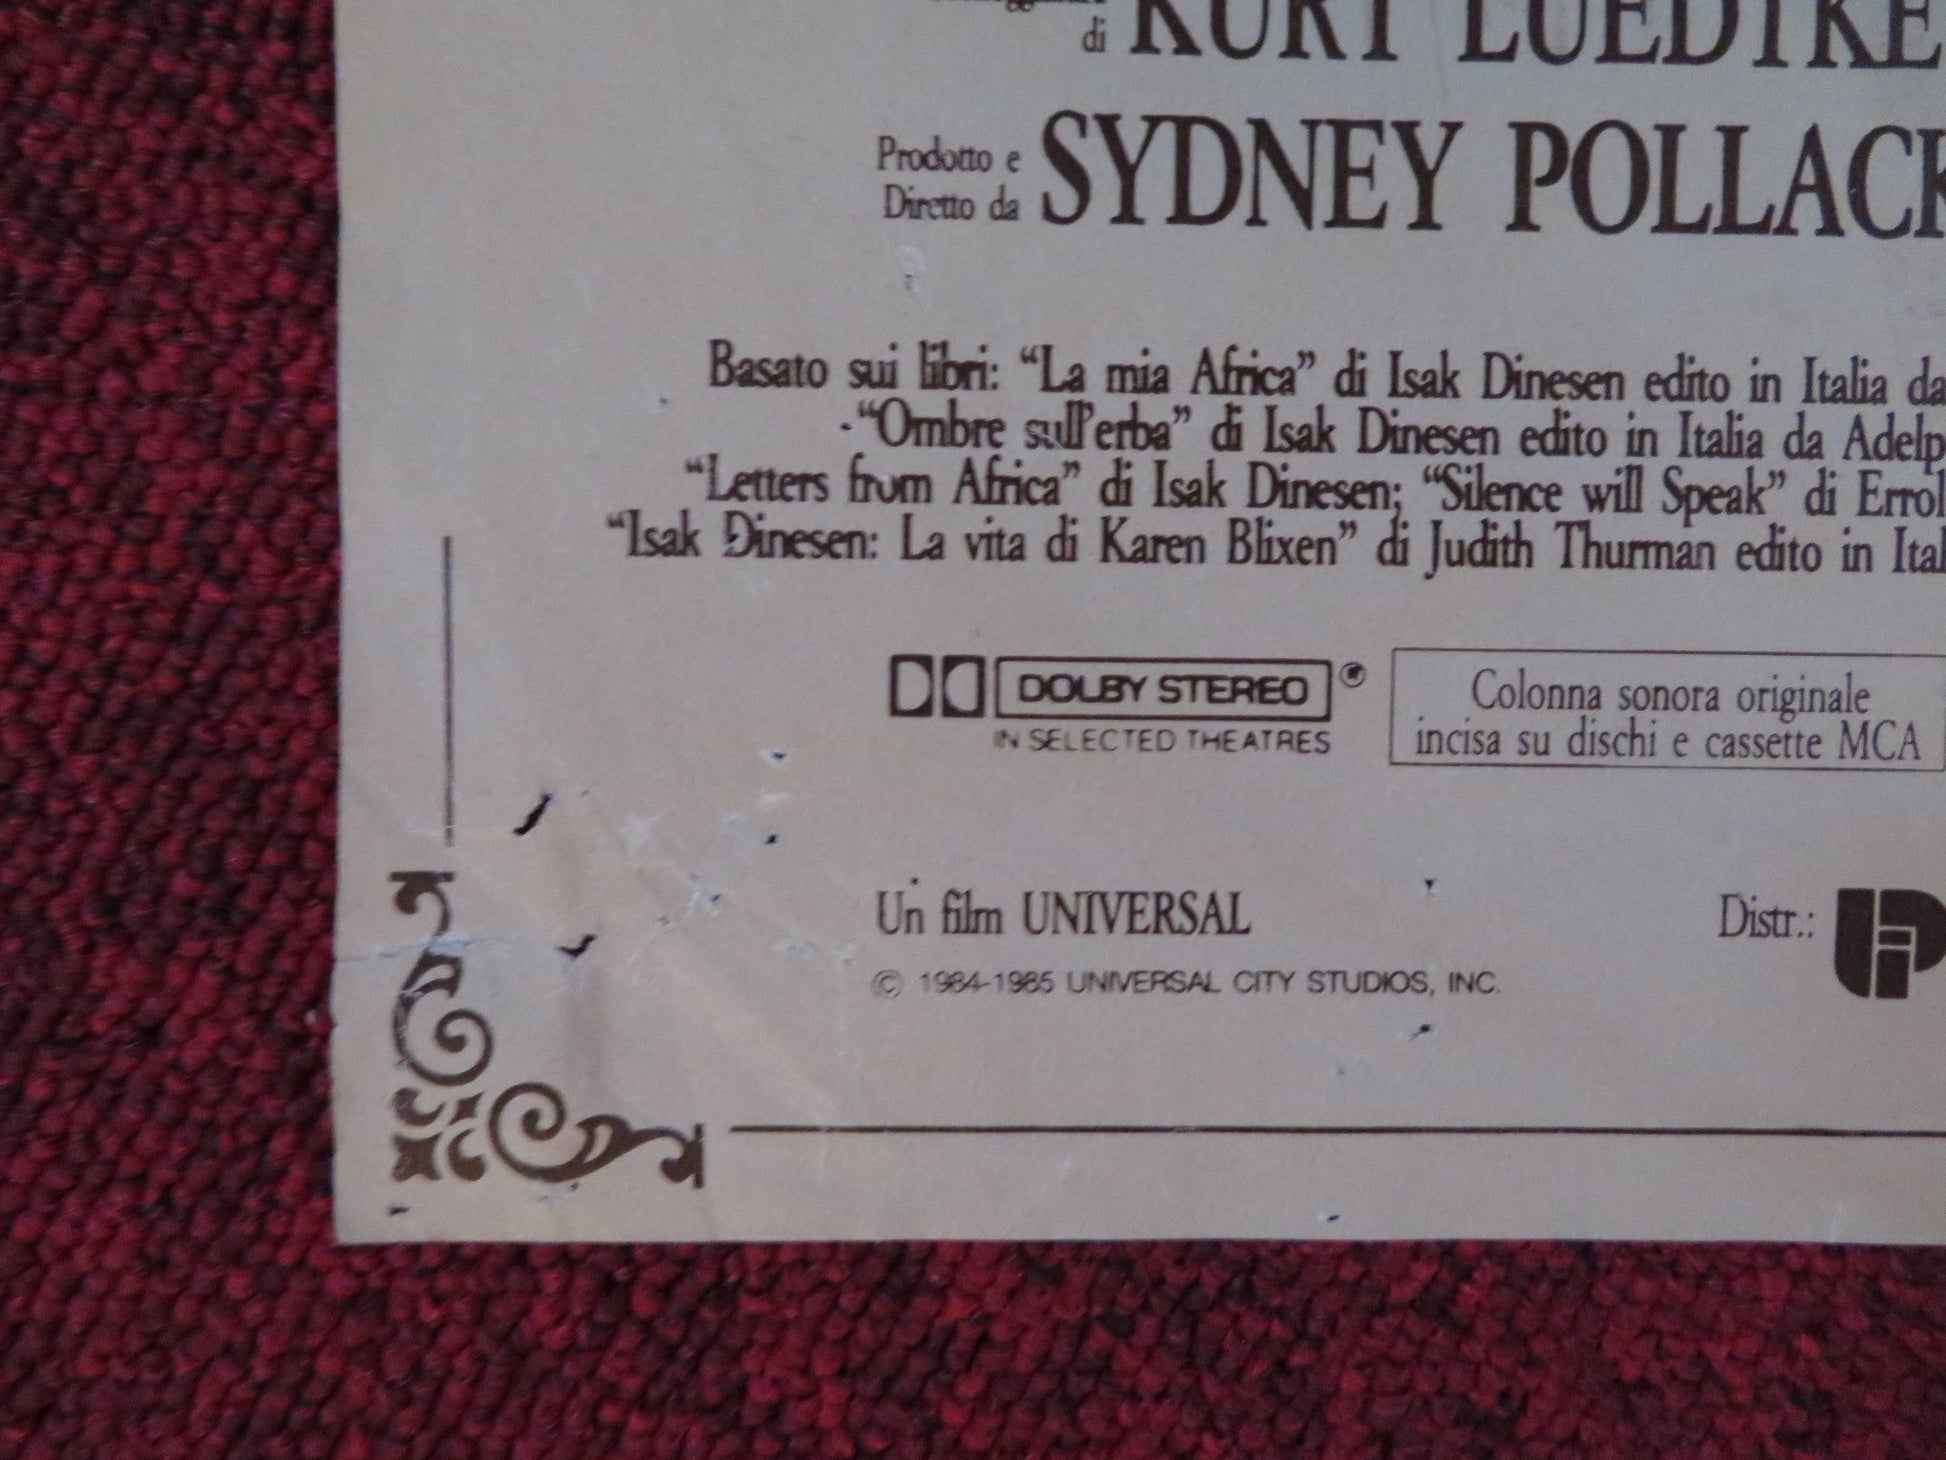 di KURT LUEDTKE
Prodotto e
Diretto da SYDNEY POLLACK
Basato sui libri: “La mia Africa” di Isak Dinesen edito in Italia da
“Ombre sull'erba” di Isak Dinesen edito in Italia da Adelp
“Letters from Africa” di Isak Dinesen; “Silence will Speak” di Errol
“Isak Dinesen: La vita di Karen Blixen” di Judith Thurman edito in Ital
DOLBY STEREO ®
IN SELECTED THEATRES
Colonna sonora originale
incisa su dischi e cassette MCA
Un film UNIVERSAL
Distr.:
© 1984-1985 UNIVERSAL CITY STUDIOS, INC.